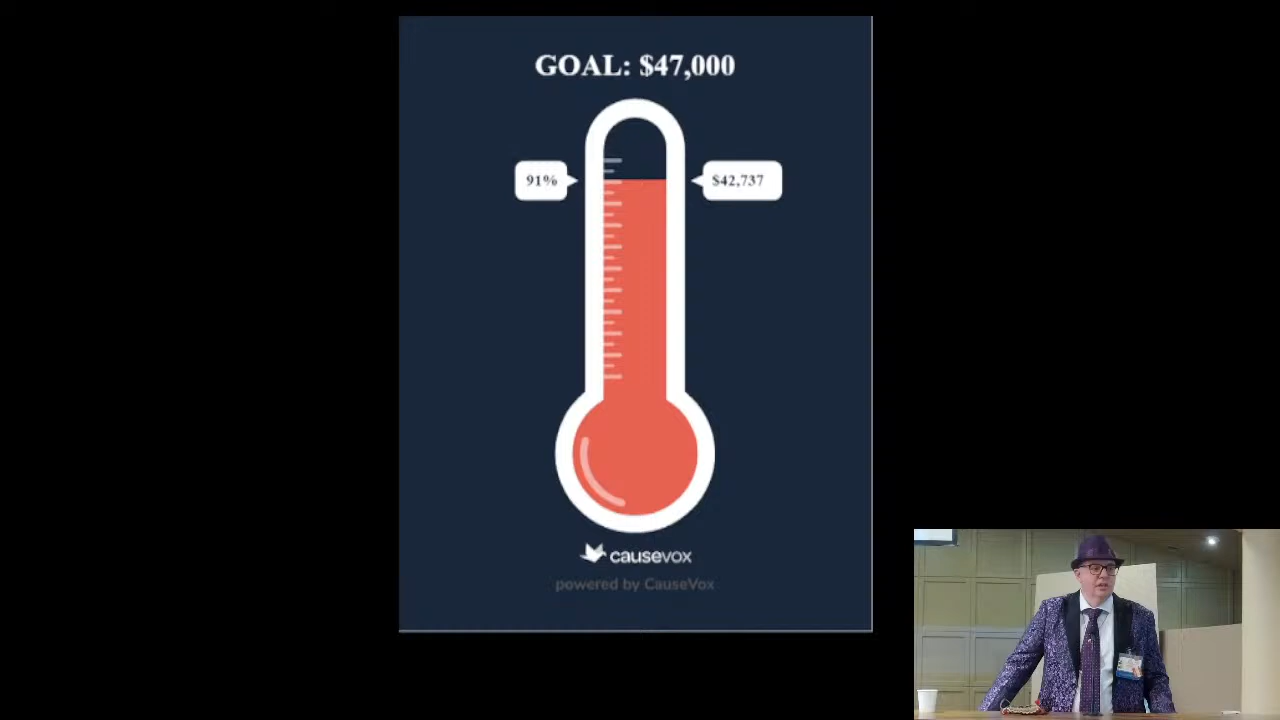 GOAL: $47,000
91%
$42,737
causevox
powered by CauseVox